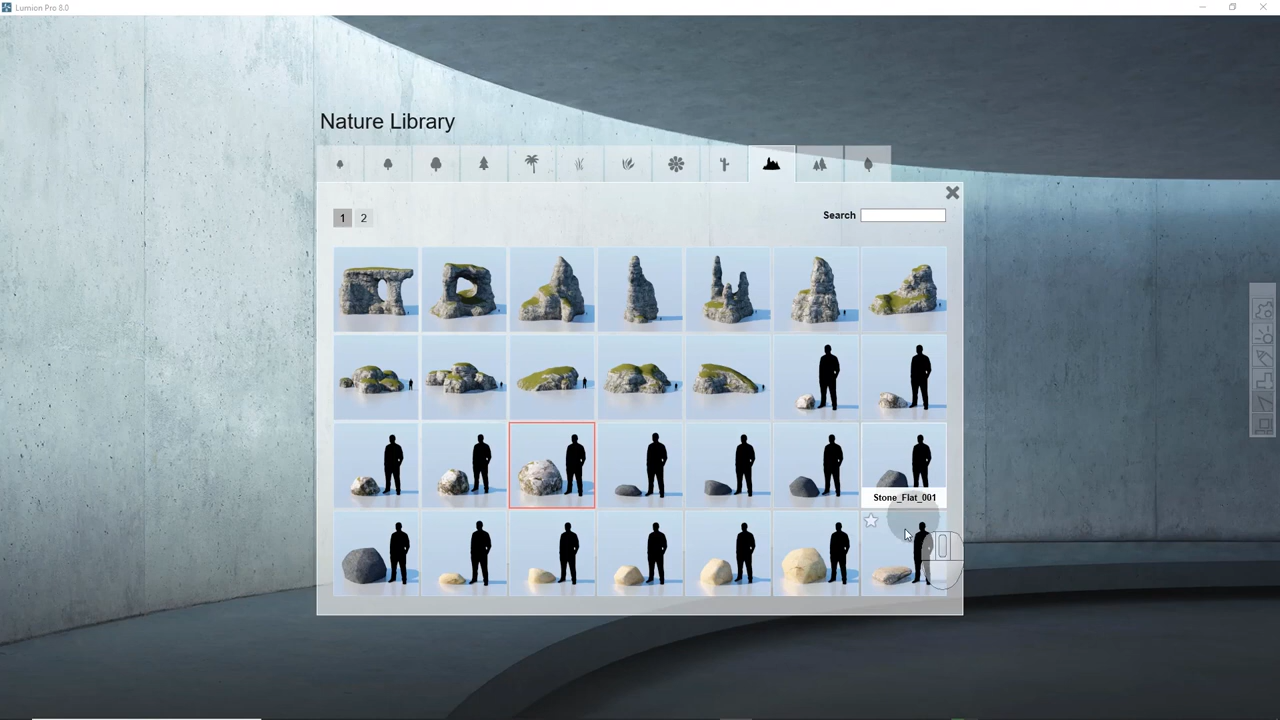 Lumion Pro 8.0
Nature Library
1 2
Search
Stone_Flat_001